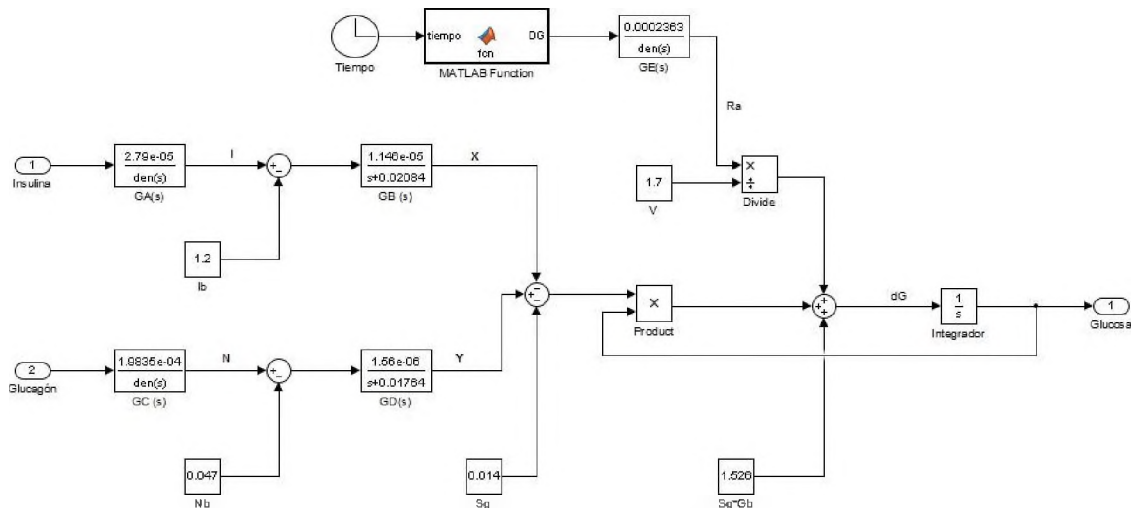 0.0002363
tiempo
DG
den(s)
fcn
Tiempo
MATLAB Function
GE(s)
Ra
1
2.79e-05
den(s)
I
+
−
1.146e-05
s+0.02084
X
Insulina
GA(s)
GB (s)
×
÷
1.7
V
Divide
1.2
Ib
−
+
−
×
Product
+
+
+
dG
1
s
Integrador
1
Glucosa
2
1.9835e-04
den(s)
N
+
−
1.56e-06
s+0.01764
Y
Glucagón
GC (s)
GD(s)
0.047
Nb
0.014
Sg
1.526
Sg*Gb